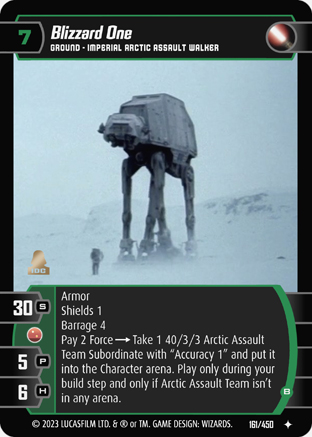 7
Blizzard One
GROUND - IMPERIAL ARCTIC ASSAULT WALKER
30 S
5 P
6 H
Armor
Shields 1
Barrage 4
Pay 2 Force → Take 1 40/3/3 Arctic Assault
Team Subordinate with "Accuracy 1" and put it
into the Character arena. Play only during your
build step and only if Arctic Assault Team isn't
in any arena.
B
© 2023 LUCASFILM LTD. & ® or TM. GAME DESIGN: WIZARDS.
161/450